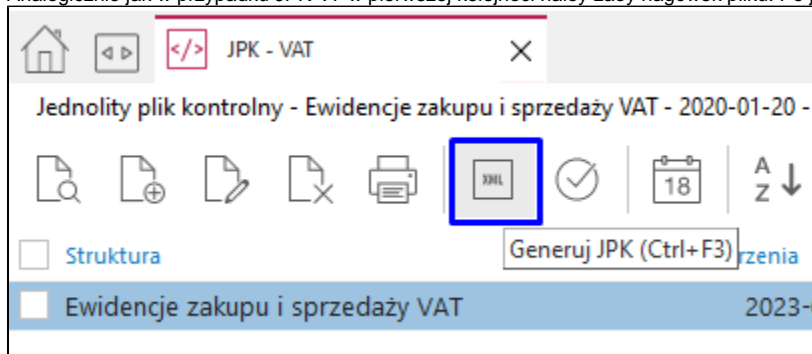 JPK - VAT
Jednolity plik kontrolny - Ewidencje zakupu i sprzedaży VAT - 2020-01-20 -
XML 18 A Z
Struktura Generuj JPK (Ctrl+F3) rzenia
Ewidencje zakupu i sprzedaży VAT 2023-